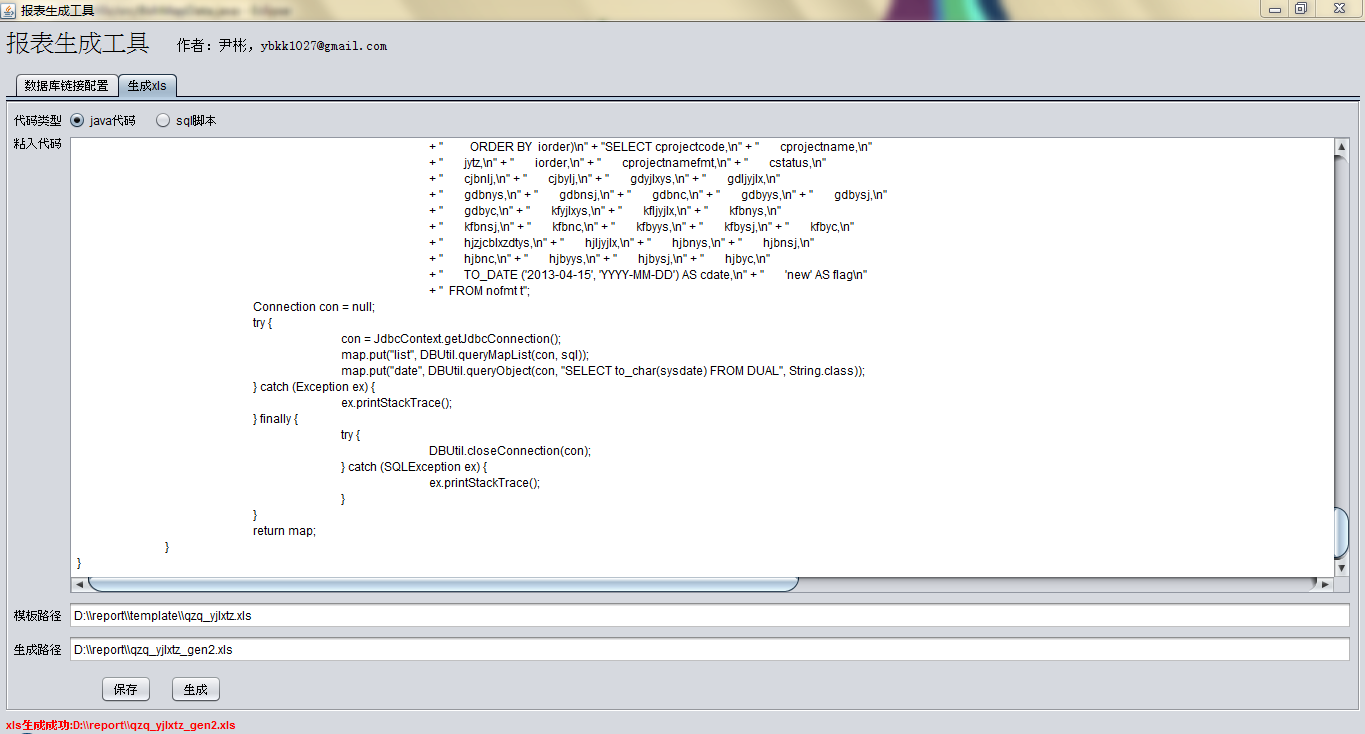 报表生成工具
报表生成工具 作者：尹彬，ybkk1027@gmail.com
数据库链接配置 生成xls
代码类型 java代码 sql脚本
粘入代码
+ "        ORDER BY  iorder)\n" + "SELECT cprojectcode,\n" + "       cprojectname,\n"
+ "       jytz,\n" + "       iorder,\n" + "       cprojectnamefmt,\n" + "       cstatus,\n"
+ "       cjbnlj,\n" + "       cjbylj,\n" + "       gdyjlxys,\n" + "       gdljyjlx,\n"
+ "       gdbnys,\n" + "       gdbnsj,\n" + "       gdbnc,\n" + "       gdbyys,\n" + "       gdbysj,\n"
+ "       gdbyc,\n" + "       kfyjlxys,\n" + "       kfljyjlx,\n" + "       kfbnys,\n"
+ "       kfbnsj,\n" + "       kfbnc,\n" + "       kfbyys,\n" + "       kfbysj,\n" + "       kfbyc,\n"
+ "       hjzjcblxzdtys,\n" + "       hjljyjlx,\n" + "       hjbnys,\n" + "       hjbnsj,\n"
+ "       hjbnc,\n" + "       hjbyys,\n" + "       hjbysj,\n" + "       hjbyc,\n"
+ "       TO_DATE ('2013-04-15', 'YYYY-MM-DD') AS cdate,\n" + "       'new' AS flag\n"
+ "  FROM nofmt t";
Connection con = null;
try {
con = JdbcContext.getJdbcConnection();
map.put("list", DBUtil.queryMapList(con, sql));
map.put("date", DBUtil.queryObject(con, "SELECT to_char(sysdate) FROM DUAL", String.class));
} catch (Exception ex) {
ex.printStackTrace();
} finally {
try {
DBUtil.closeConnection(con);
} catch (SQLException ex) {
ex.printStackTrace();
}
}
return map;
}
}
模板路径 D:\\report\\template\\qzq_yjlxtz.xls
生成路径 D:\\report\\qzq_yjlxtz_gen2.xls
保存 生成
xls生成成功:D:\\report\\qzq_yjlxtz_gen2.xls